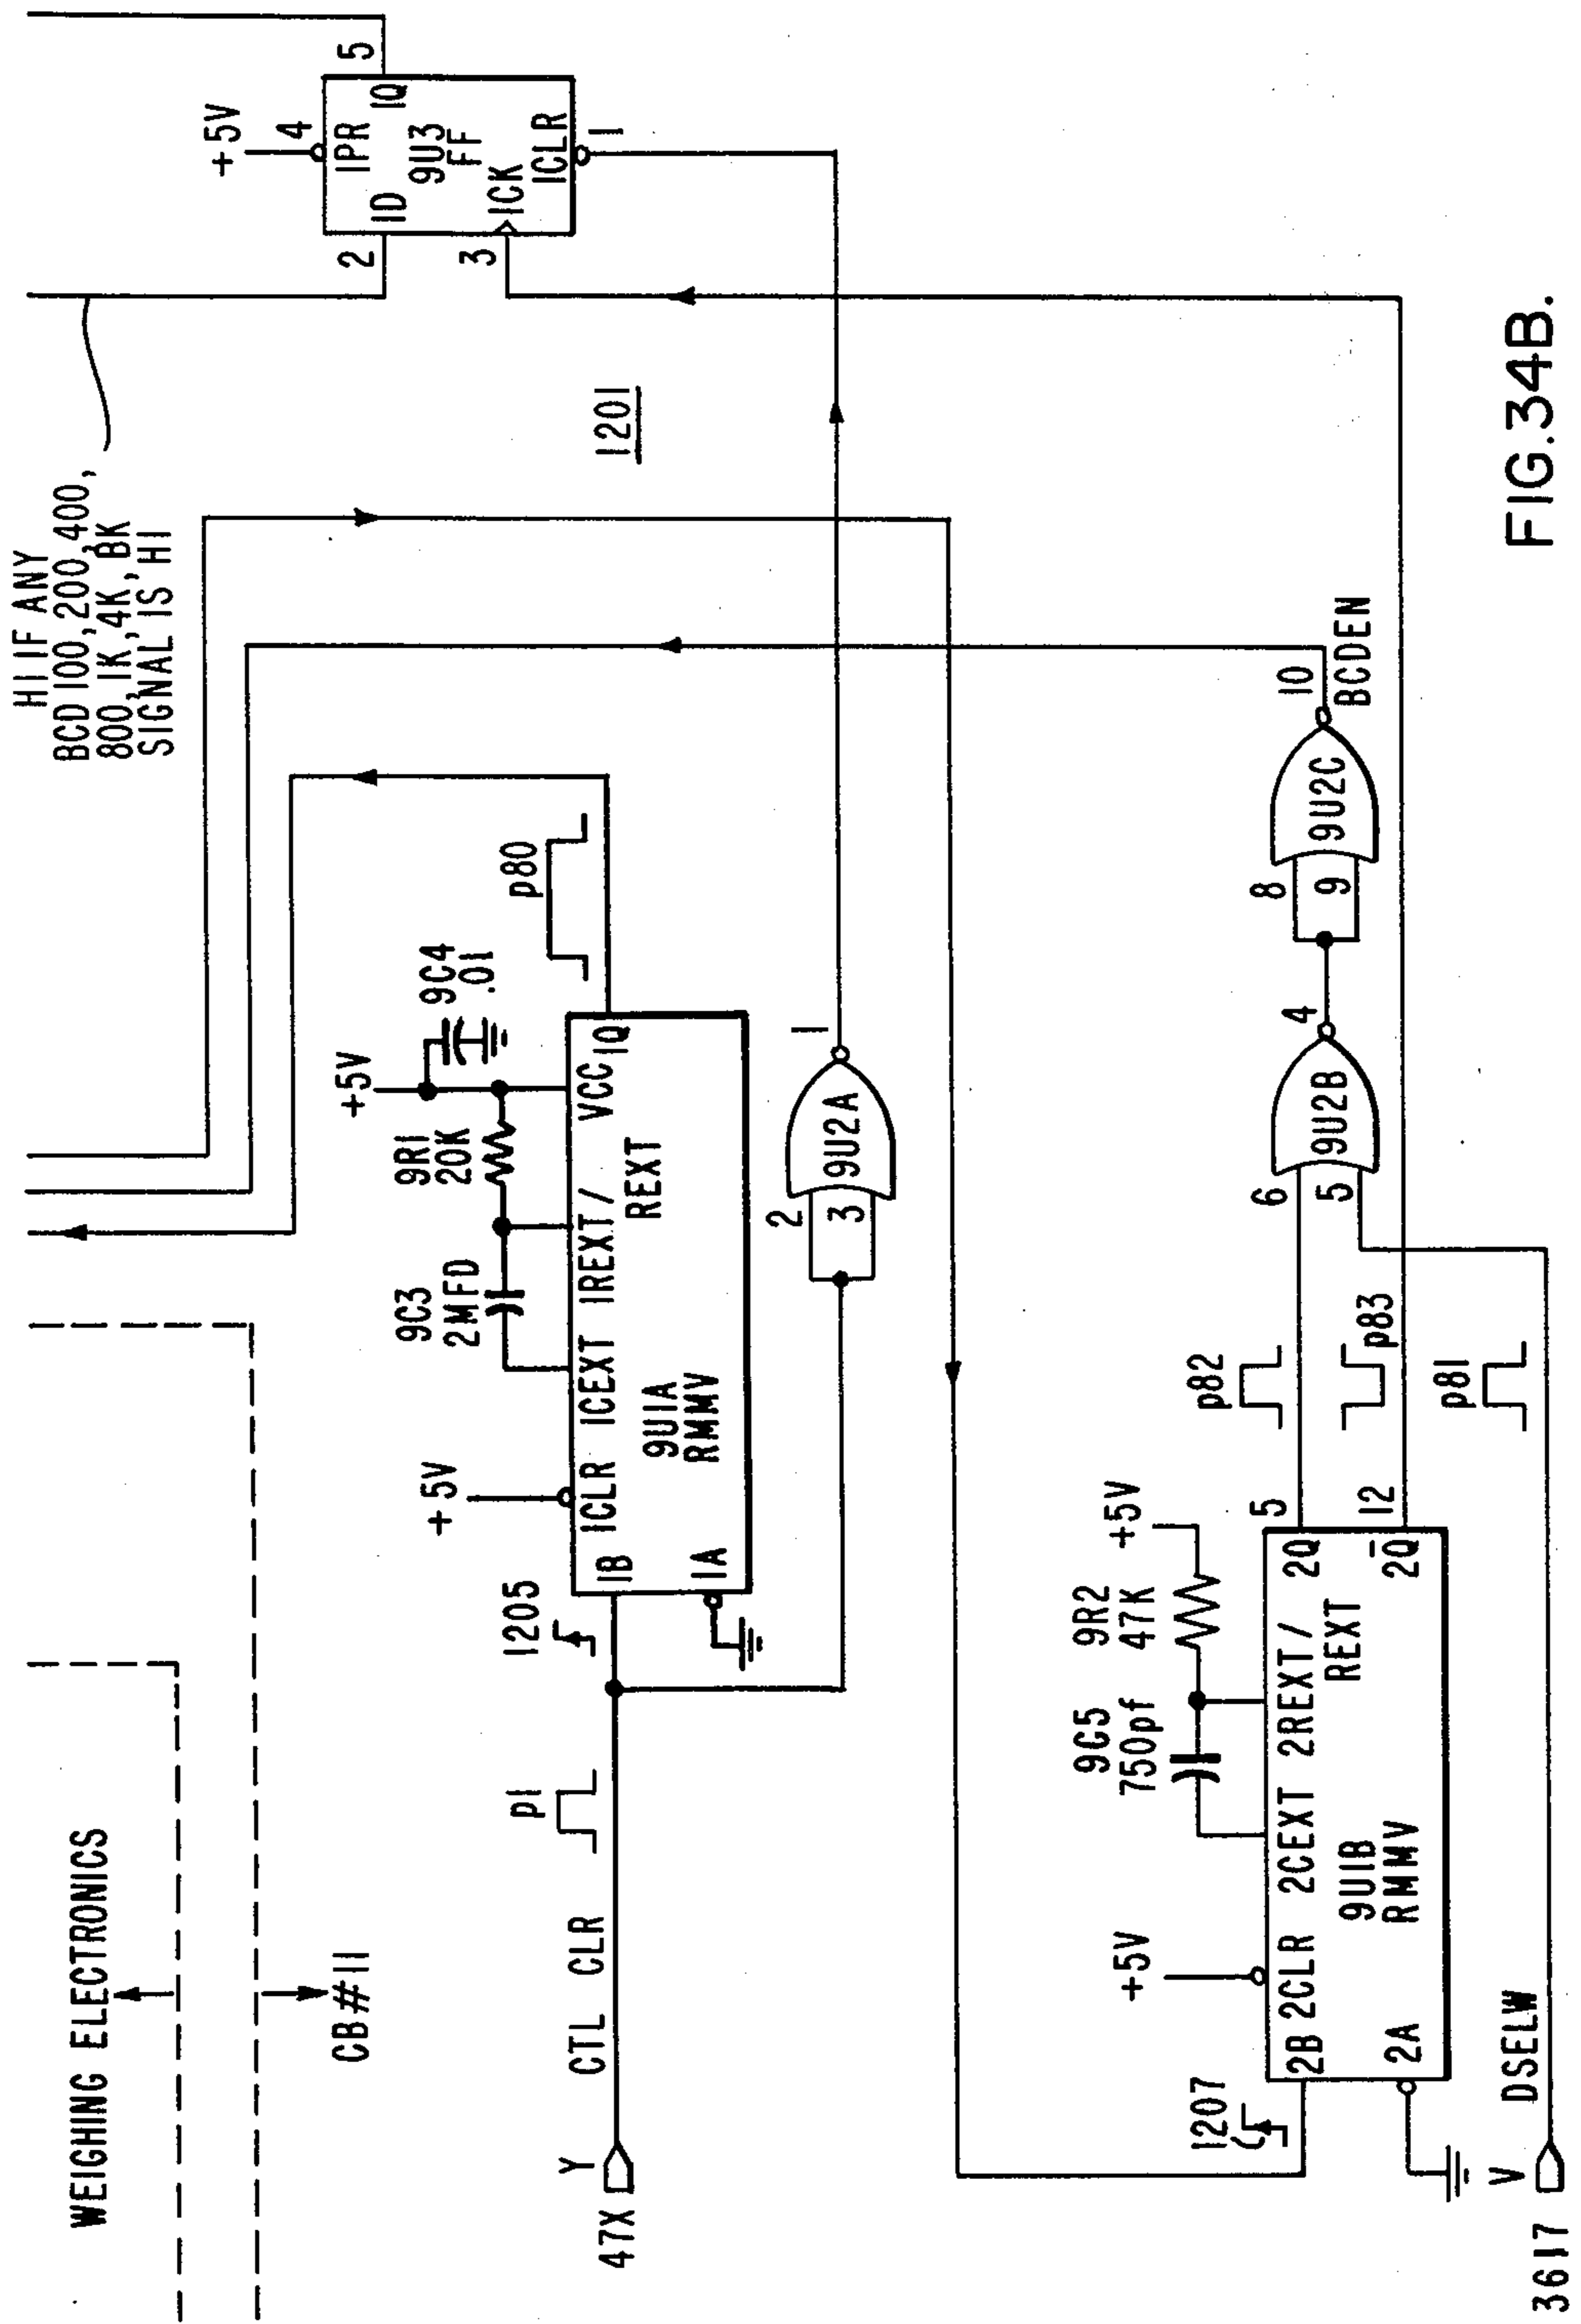 WEIGHING ELECTRONICS
CB#11
HI IF ANY
BCD 100,200,400,
800,1K,4K,BK
SIGNAL IS HI
+5V
4
1PR
1D
1Q
5
2
9U3
FF
3
1CK
1CLR
1
1201
47X
Y
CTL CLR
p1
1205
+5V
9C3
2MFD
9R1
20K
+5V
9C4
.01
p80
1CLR
1CEXT
1REXT/
REXT
VCC
1B
1Q
1A
9U1A
RMMV
2
3
9U2A
1
1207
+5V
9C5
750pf
9R2
47K
+5V
2B
2CLR
2CEXT
2REXT/
REXT
2Q
5
2A
2Q
12
9U1B
RMMV
p82
p83
p81
6
5
9U2B
4
8
9
9U2C
10
BCDEN
3617
V
DSELW
FIG.34B.